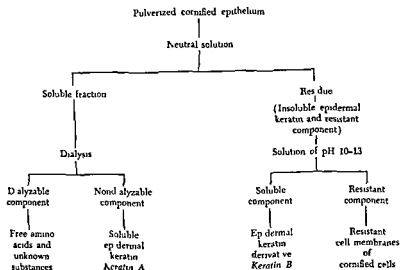 Pulverized cornified epithelium
Neutral solution
Soluble fraction
Residue
(Insoluble epidermal
keratin and resistant
component)
Dialysis
Solution of pH 10-13
Dialyzable
component
Nondialyzable
component
Soluble
component
Resistant
component
Free amino
acids and
unknown
substances
Soluble
epidermal
keratin
Keratin A
Epidermal
keratin
derivative
Keratin B
Resistant
cell membranes
of
cornified cells